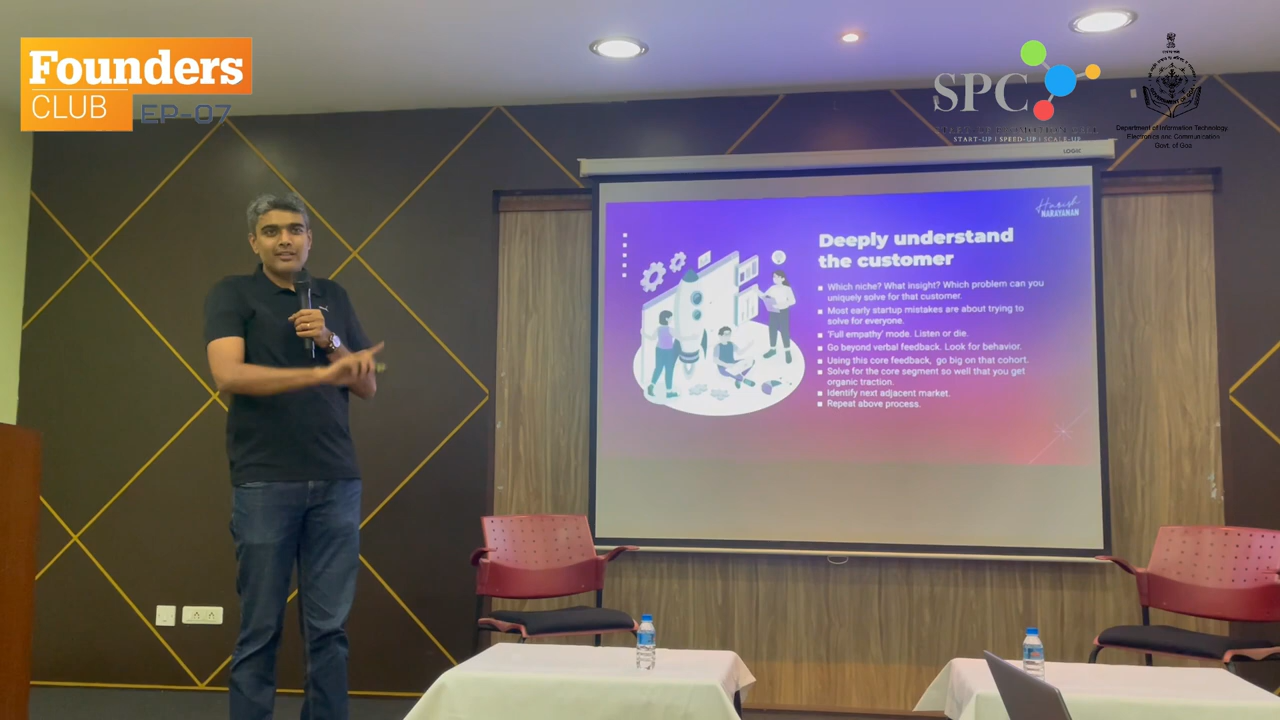 Founders
CLUB
EP-07
SPC
START-UP | SPEED-UP | SCALE-UP
Department of Information Technology,
Electronics and Communication
Govt. of Goa
LOGIC
Harish
NARAYANAN
Deeply understand
the customer
Which niche? What insight? Which problem can you
uniquely solve for that customer.
Most early startup mistakes are about trying to
solve for everyone.
'Full empathy' mode. Listen or die.
Go beyond verbal feedback. Look for behavior.
Using this core feedback, go big on that cohort.
Solve for the core segment so well that you get
organic traction.
Identify next adjacent market.
Repeat above process.